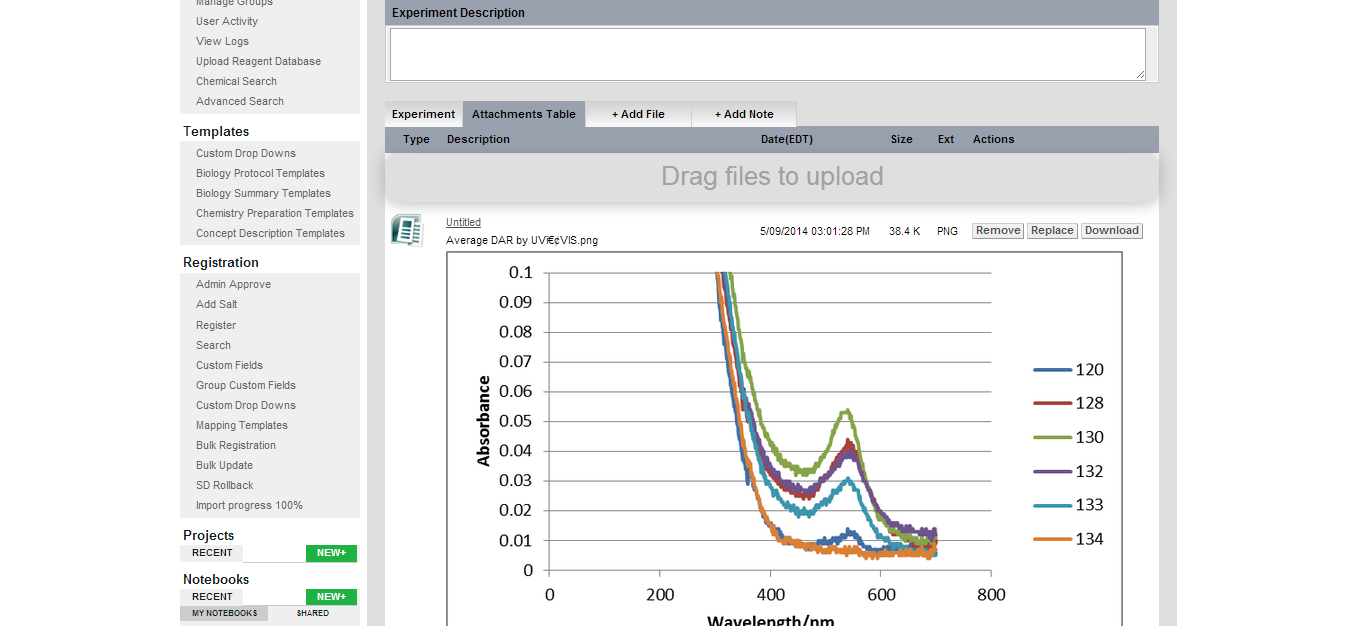 Manage Groups
User Activity
View Logs
Upload Reagent Database
Chemical Search
Advanced Search
Templates
Custom Drop Downs
Biology Protocol Templates
Biology Summary Templates
Chemistry Preparation Templates
Concept Description Templates
Registration
Admin Approve
Add Salt
Register
Search
Custom Fields
Group Custom Fields
Custom Drop Downs
Mapping Templates
Bulk Registration
Bulk Update
SD Rollback
Import progress 100%
Projects
RECENT NEW+
Notebooks
RECENT NEW+
MY NOTEBOOKS SHARED
Experiment Description
Experiment Attachments Table + Add File + Add Note
Type Description Date(EDT) Size Ext Actions
Drag files to upload
Untitled
Average DAR by UVï€¢VIS.png 5/09/2014 03:01:28 PM 38.4 K PNG Remove Replace Download
0.1
0.09
0.08
0.07
0.06
0.05
0.04
0.03
0.02
0.01
0
Absorbance
0 200 400 600 800
Wavelength/nm
120
128
130
132
133
134